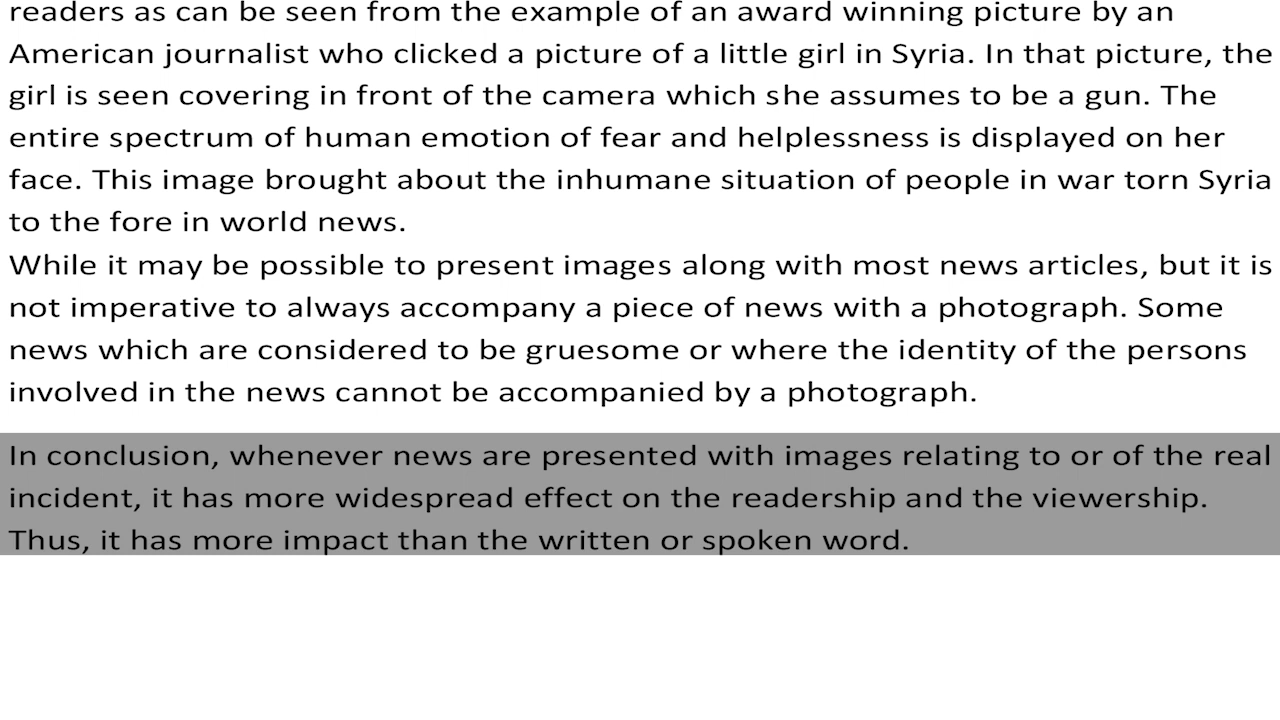 readers as can be seen from the example of an award winning picture by an
American journalist who clicked a picture of a little girl in Syria. In that picture, the
girl is seen covering in front of the camera which she assumes to be a gun. The
entire spectrum of human emotion of fear and helplessness is displayed on her
face. This image brought about the inhumane situation of people in war torn Syria
to the fore in world news.
While it may be possible to present images along with most news articles, but it is
not imperative to always accompany a piece of news with a photograph. Some
news which are considered to be gruesome or where the identity of the persons
involved in the news cannot be accompanied by a photograph.
In conclusion, whenever news are presented with images relating to or of the real
incident, it has more widespread effect on the readership and the viewership.
Thus, it has more impact than the written or spoken word.